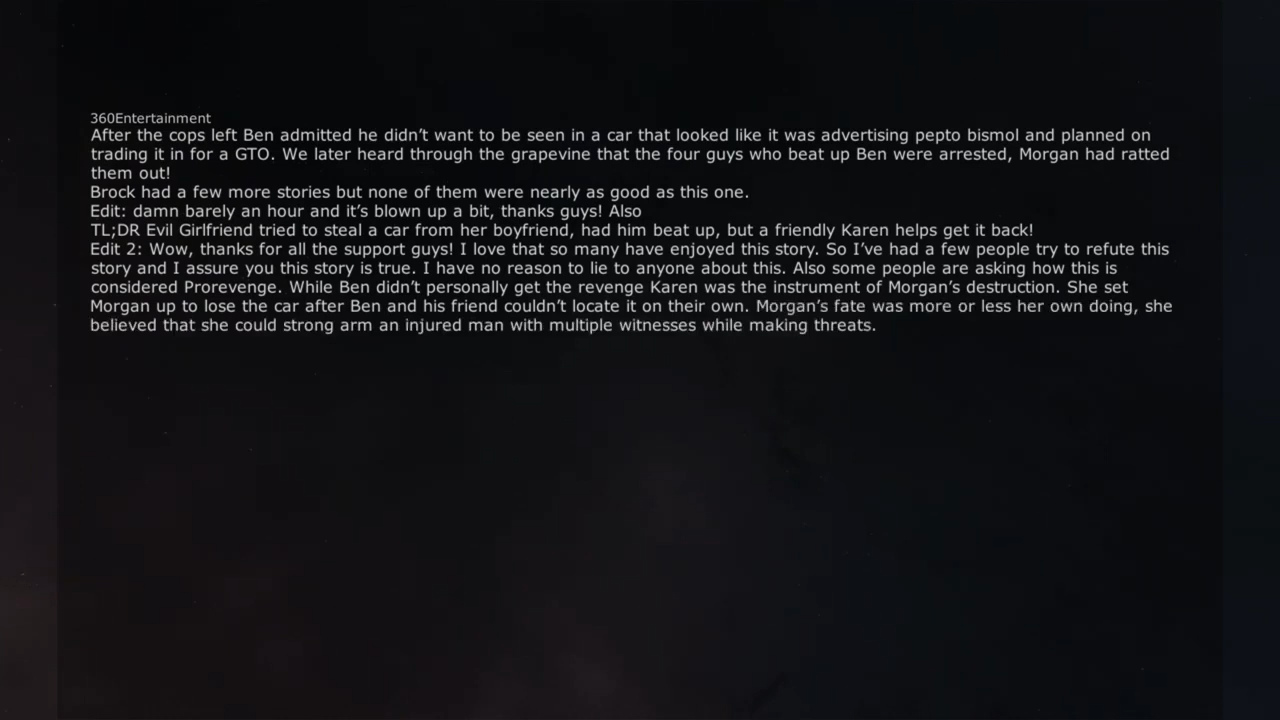 360Entertainment
After the cops left Ben admitted he didn’t want to be seen in a car that looked like it was advertising pepto bismol and planned on
trading it in for a GTO. We later heard through the grapevine that the four guys who beat up Ben were arrested, Morgan had ratted
them out!
Brock had a few more stories but none of them were nearly as good as this one.
Edit: damn barely an hour and it’s blown up a bit, thanks guys! Also
TL;DR Evil Girlfriend tried to steal a car from her boyfriend, had him beat up, but a friendly Karen helps get it back!
Edit 2: Wow, thanks for all the support guys! I love that so many have enjoyed this story. So I’ve had a few people try to refute this
story and I assure you this story is true. I have no reason to lie to anyone about this. Also some people are asking how this is
considered Prorevenge. While Ben didn’t personally get the revenge Karen was the instrument of Morgan’s destruction. She set
Morgan up to lose the car after Ben and his friend couldn’t locate it on their own. Morgan’s fate was more or less her own doing, she
believed that she could strong arm an injured man with multiple witnesses while making threats.